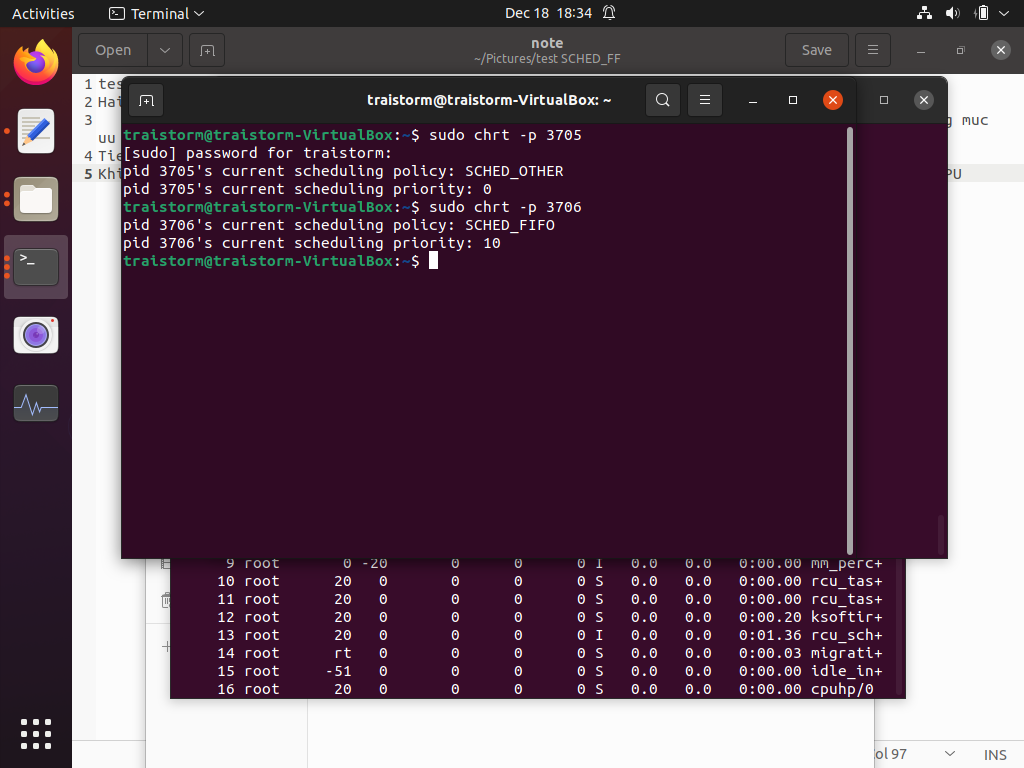 Activities
Terminal
Dec 18 18:34
Open
note
~/Pictures/test SCHED_FF
Save
1 tes
2 Hai
3
g muc
uu
4 Tie
5 Khi
PU
traistorm@traistorm-VirtualBox: ~
traistorm@traistorm-VirtualBox:~$ sudo chrt -p 3705
[sudo] password for traistorm:
pid 3705's current scheduling policy: SCHED_OTHER
pid 3705's current scheduling priority: 0
traistorm@traistorm-VirtualBox:~$ sudo chrt -p 3706
pid 3706's current scheduling policy: SCHED_FIFO
pid 3706's current scheduling priority: 10
traistorm@traistorm-VirtualBox:~$
9 root 0 -20 0 0 0 I 0.0 0.0 0:00.00 mm_perc+
10 root 20 0 0 0 0 S 0.0 0.0 0:00.00 rcu_tas+
11 root 20 0 0 0 0 S 0.0 0.0 0:00.00 rcu_tas+
12 root 20 0 0 0 0 S 0.0 0.0 0:00.20 ksoftir+
13 root 20 0 0 0 0 I 0.0 0.0 0:01.36 rcu_sch+
14 root rt 0 0 0 0 S 0.0 0.0 0:00.03 migrati+
15 root -51 0 0 0 0 S 0.0 0.0 0:00.00 idle_in+
16 root 20 0 0 0 0 S 0.0 0.0 0:00.00 cpuhp/0
ol 97
INS